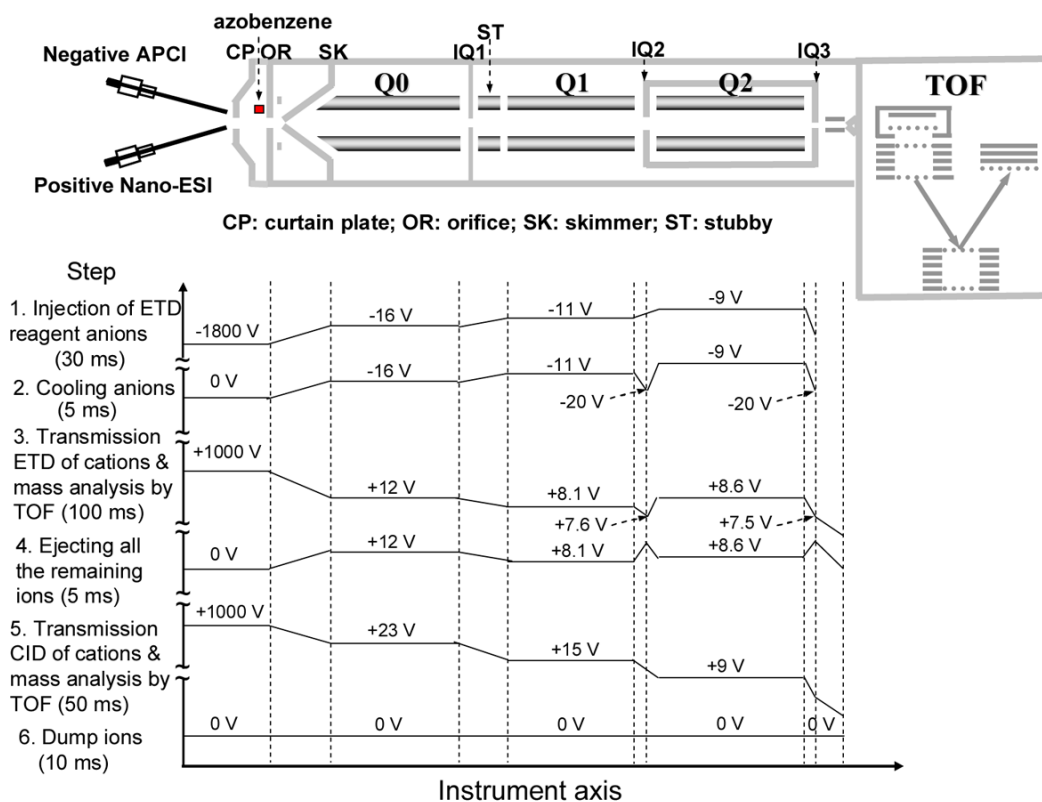 azobenzene
ST
Negative APCI
CP OR SK IQ1 IQ2 IQ3
Q0 Q1 Q2 TOF
Positive Nano-ESI
CP: curtain plate; OR: orifice; SK: skimmer; ST: stubby
Step
1. Injection of ETD
reagent anions
(30 ms)
-1800 V -16 V -11 V -9 V
2. Cooling anions
(5 ms)
0 V -16 V -11 V -9 V
-20 V -20 V
3. Transmission
ETD of cations &
mass analysis by
TOF (100 ms)
+1000 V +12 V +8.1 V +8.6 V
+7.6 V +7.5 V
4. Ejecting all
the remaining
ions (5 ms)
0 V +12 V +8.1 V +8.6 V
5. Transmission
CID of cations &
mass analysis by
TOF (50 ms)
+1000 V +23 V +15 V +9 V
6. Dump ions
(10 ms)
0 V 0 V 0 V 0 V 0 V
Instrument axis